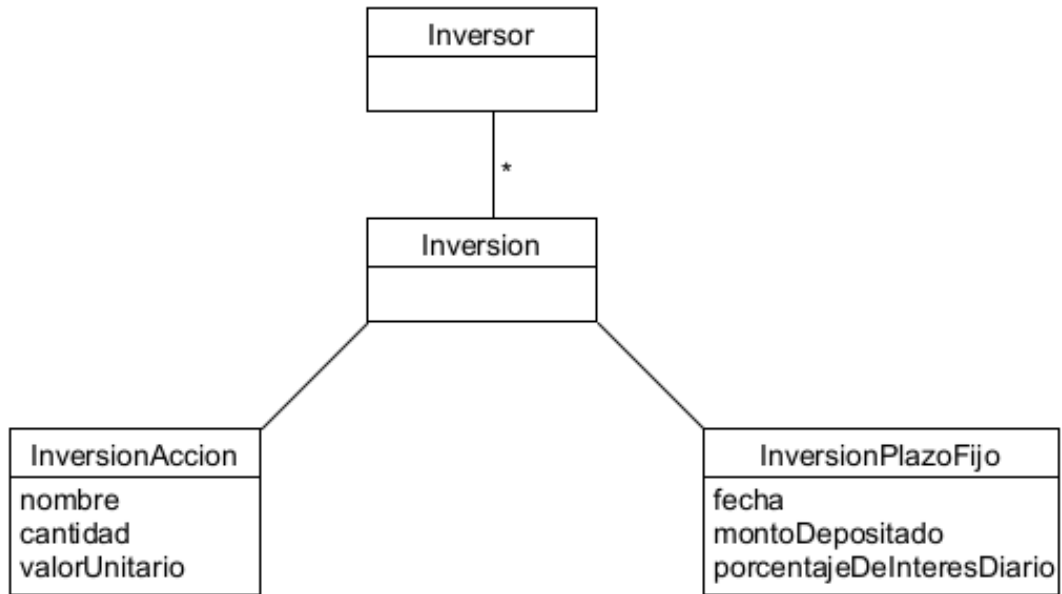 Inversor
*
Inversion
InversionAccion
nombre
cantidad
valorUnitario
InversionPlazoFijo
fecha
montoDepositado
porcentajeDeInteresDiario